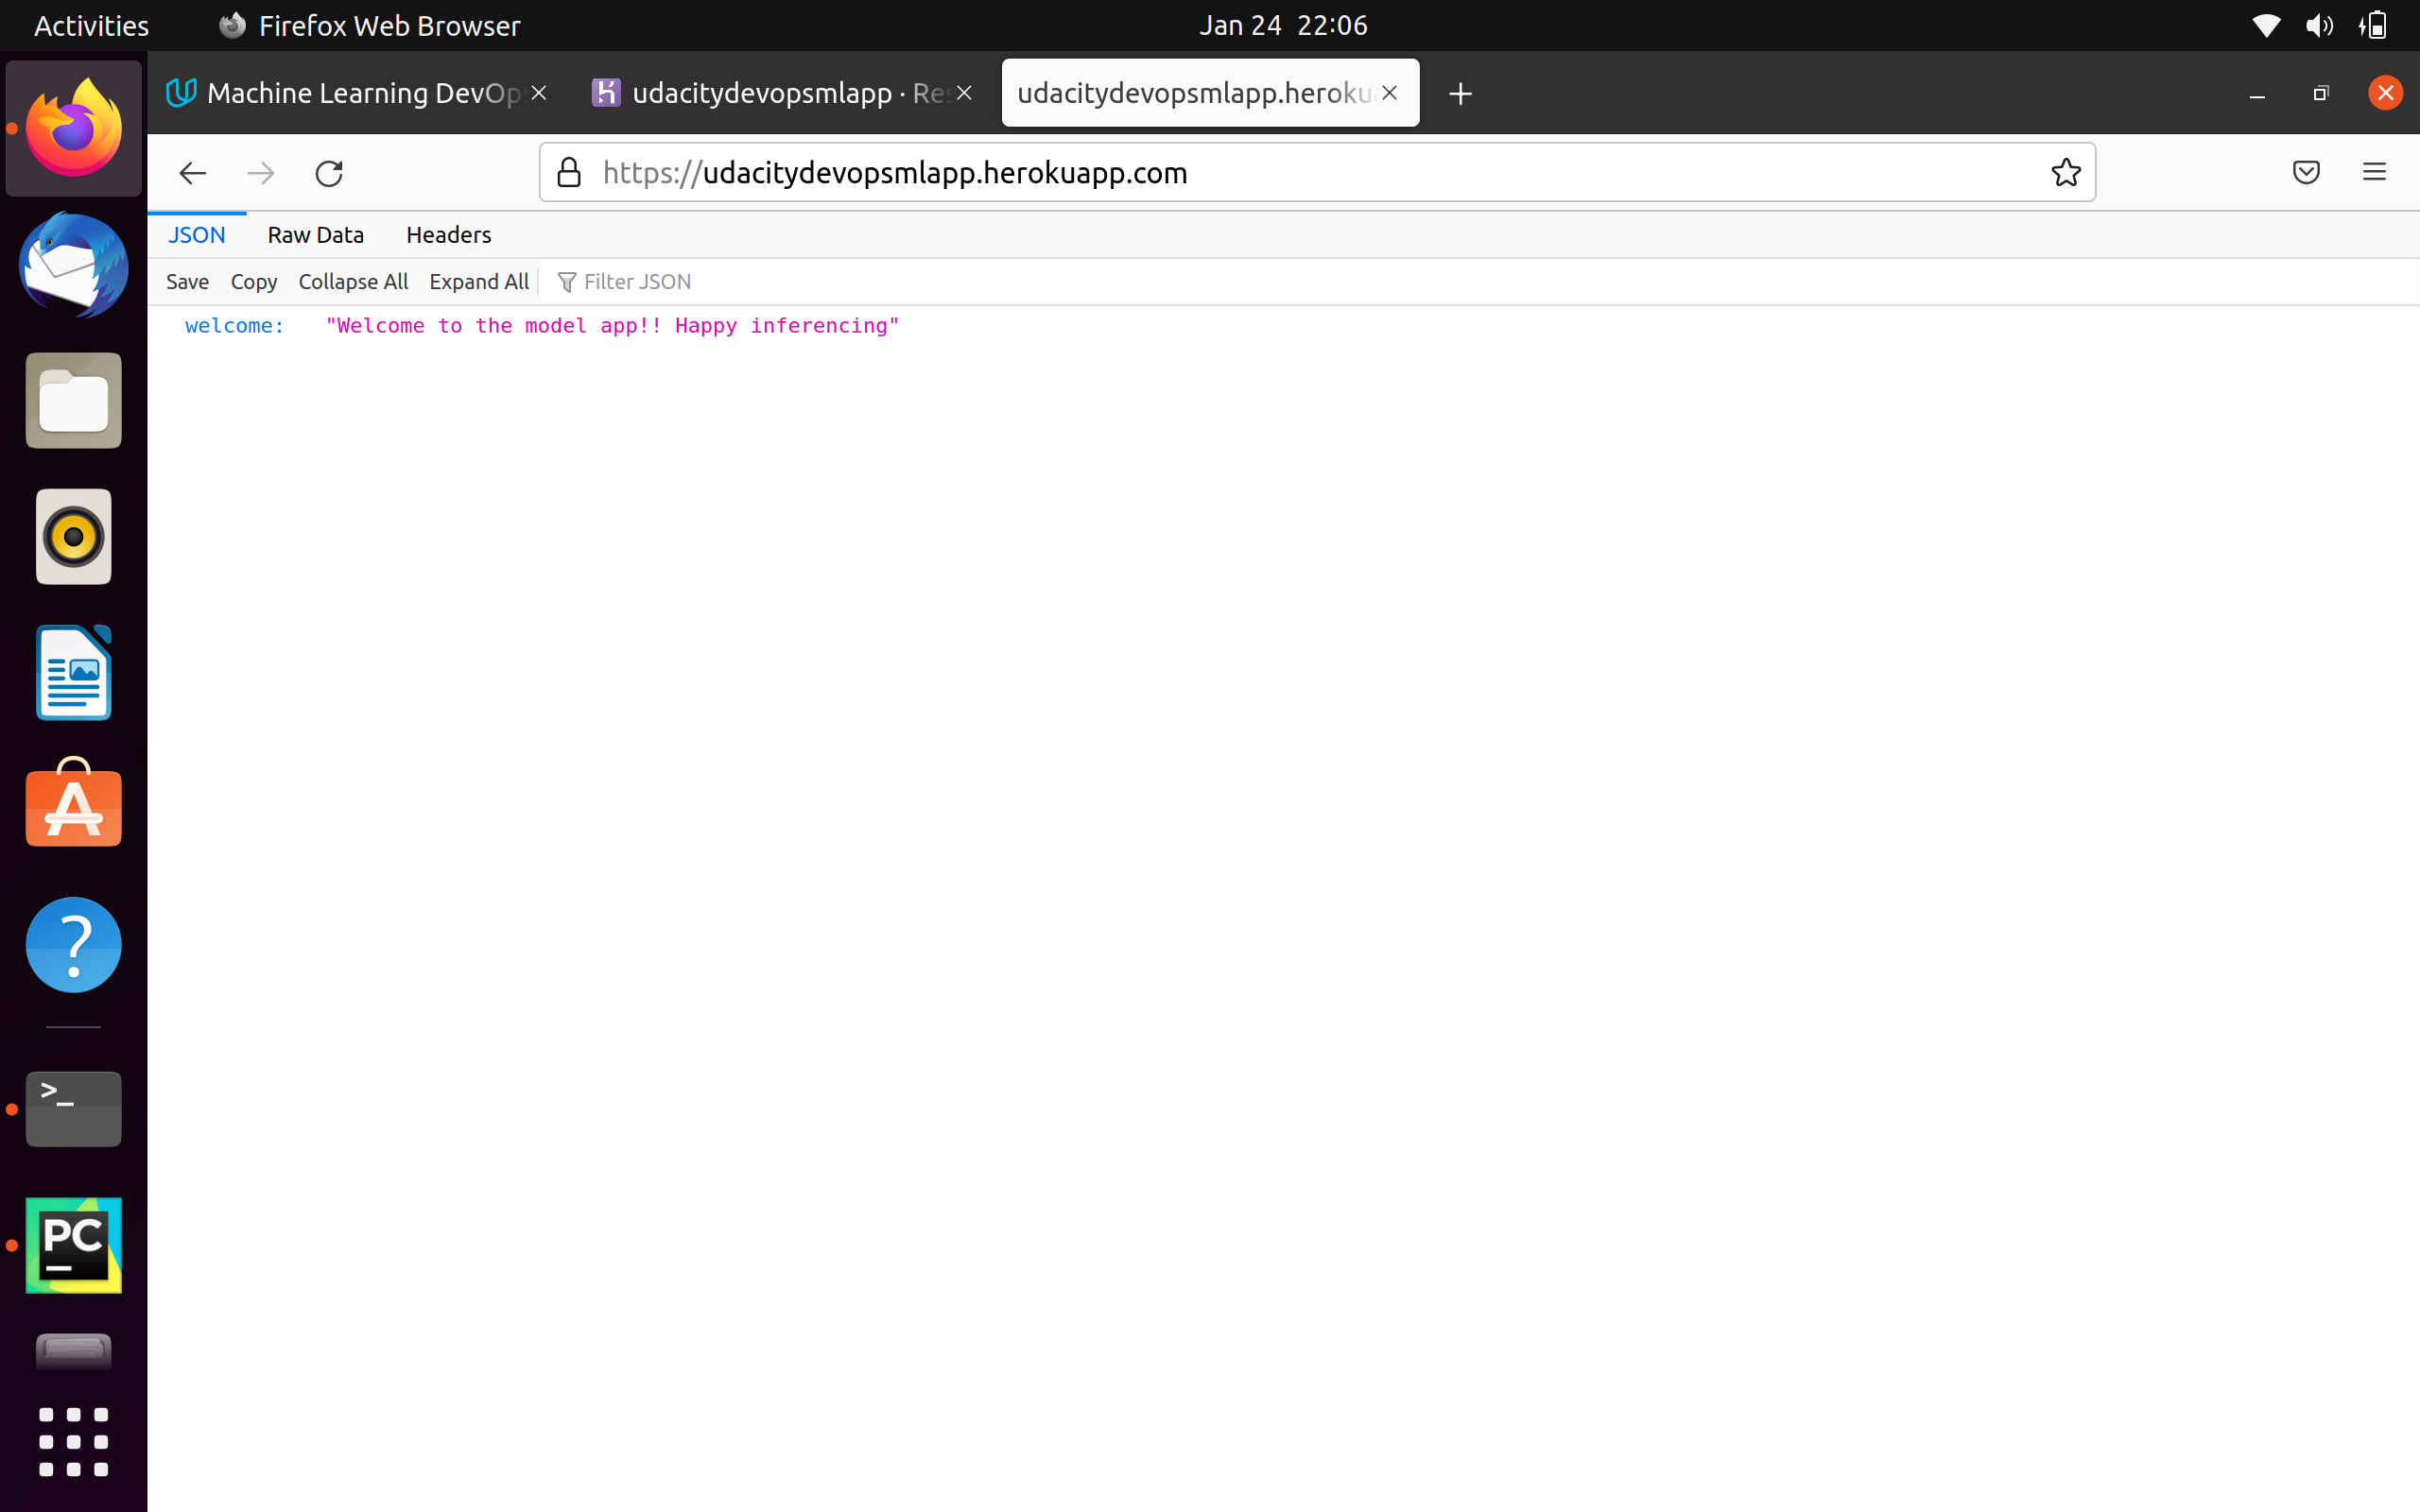 Activities Firefox Web Browser Jan 24 22:06
Machine Learning DevOps udacitydevopsmlapp · Res udacitydevopsmlapp.heroku
https://udacitydevopsmlapp.herokuapp.com
JSON Raw Data Headers
Save Copy Collapse All Expand All Filter JSON
welcome: "Welcome to the model app!! Happy inferencing"
>_
PC